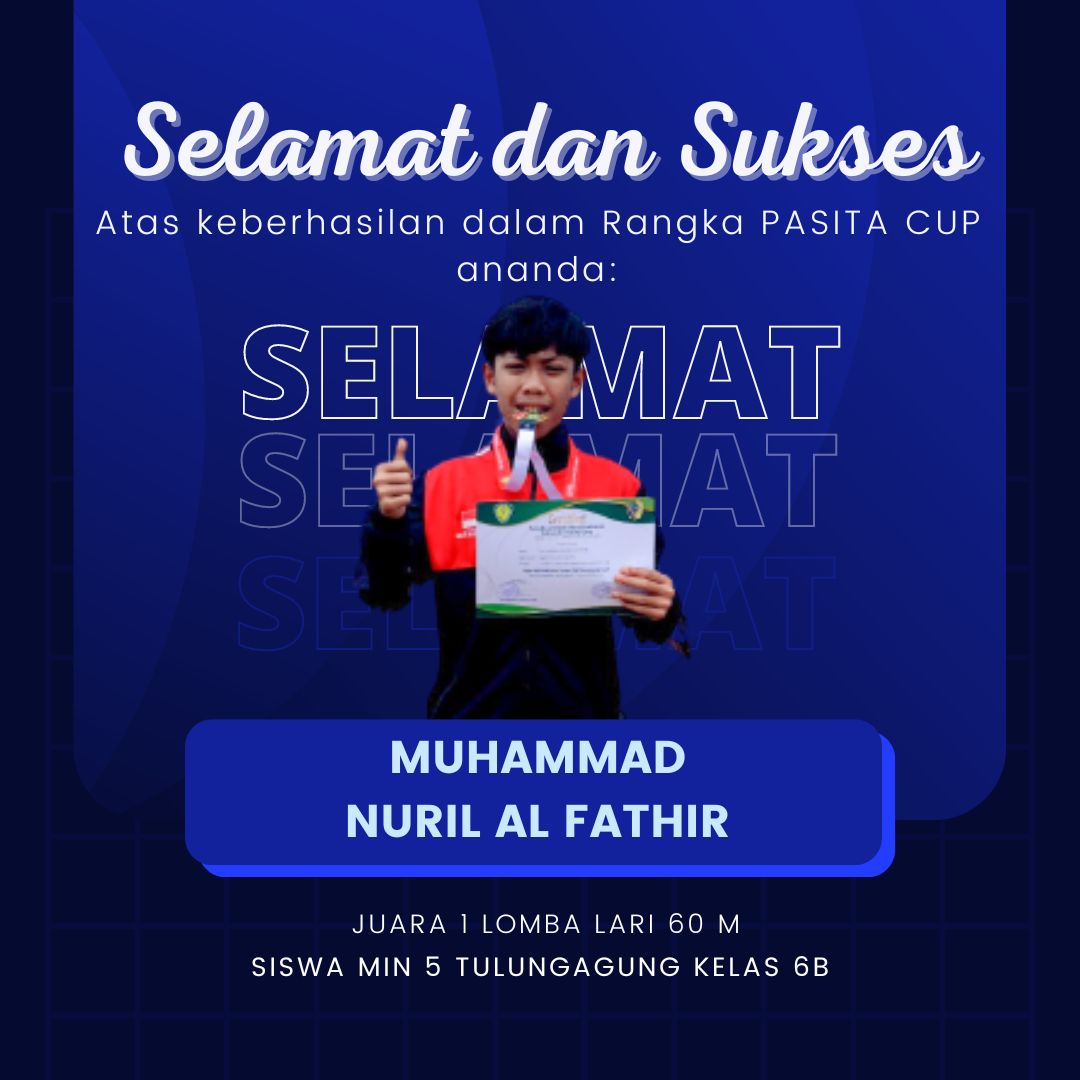 Selamat dan Sukses
Atas keberhasilan dalam Rangka PASITA CUP
ananda:
SELAMAT
SELAMAT
SELAMAT
MUHAMMAD
NURIL AL FATHIR
JUARA 1 LOMBA LARI 60 M
SISWA MIN 5 TULUNGAGUNG KELAS 6B